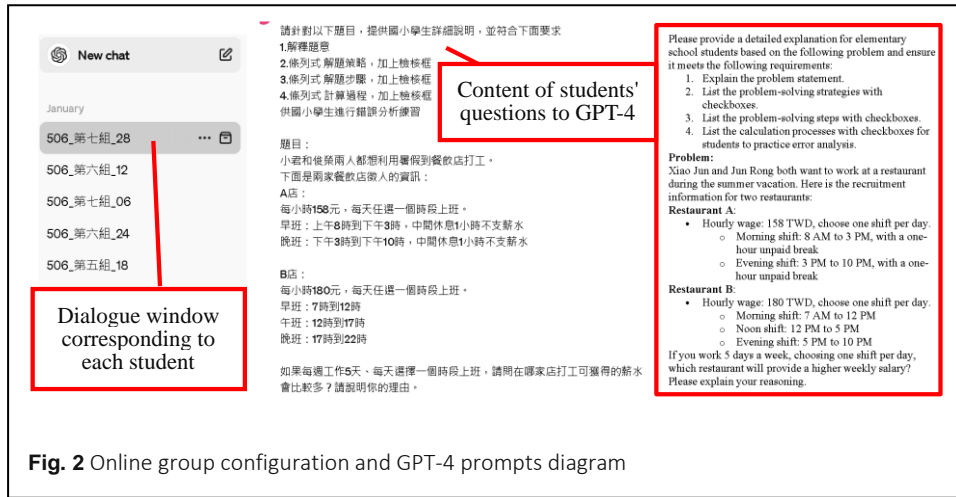 New chat
January
506_第七組_28
506_第六組_12
506_第七組_06
506_第六組_24
506_第五組_18
Dialogue window
corresponding to
each student
請針對以下題目，提供國小學生詳細說明，並符合下面要求
1.解釋題意
2.條列式 解題策略，加上檢核框
3.條列式 解題步驟，加上檢核框
4.條列式 計算過程，加上檢核框
供國小學生進行錯誤分析練習
題目：
小君和俊榮兩人都想利用暑假到餐飲店打工。
下面是兩家餐飲店徵人的資訊：
A店：
每小時158元，每天任選一個時段上班。
早班：上午8時到下午3時，中間休息1小時不支薪水
晚班：下午3時到下午10時，中間休息1小時不支薪水
B店：
每小時180元，每天任選一個時段上班。
早班：7時到12時
午班：12時到17時
晚班：17時到22時
如果每週工作5天、每天選擇一個時段上班，請問在哪家店打工可獲得的薪水
會比較多？請說明你的理由。
Content of students'
questions to GPT-4
Please provide a detailed explanation for elementary
school students based on the following problem and ensure
it meets the following requirements:
1. Explain the problem statement.
2. List the problem-solving strategies with
checkboxes.
3. List the problem-solving steps with checkboxes.
4. List the calculation processes with checkboxes for
students to practice error analysis.
Problem:
Xiao Jun and Jun Rong both want to work at a restaurant
during the summer vacation. Here is the recruitment
information for two restaurants:
Restaurant A:
• Hourly wage: 158 TWD, choose one shift per day.
o Morning shift: 8 AM to 3 PM, with a one-
hour unpaid break
o Evening shift: 3 PM to 10 PM, with a one-
hour unpaid break
Restaurant B:
• Hourly wage: 180 TWD, choose one shift per day.
o Morning shift: 7 AM to 12 PM
o Noon shift: 12 PM to 5 PM
o Evening shift: 5 PM to 10 PM
If you work 5 days a week, choosing one shift per day,
which restaurant will provide a higher weekly salary?
Please explain your reasoning.
Fig. 2 Online group configuration and GPT-4 prompts diagram